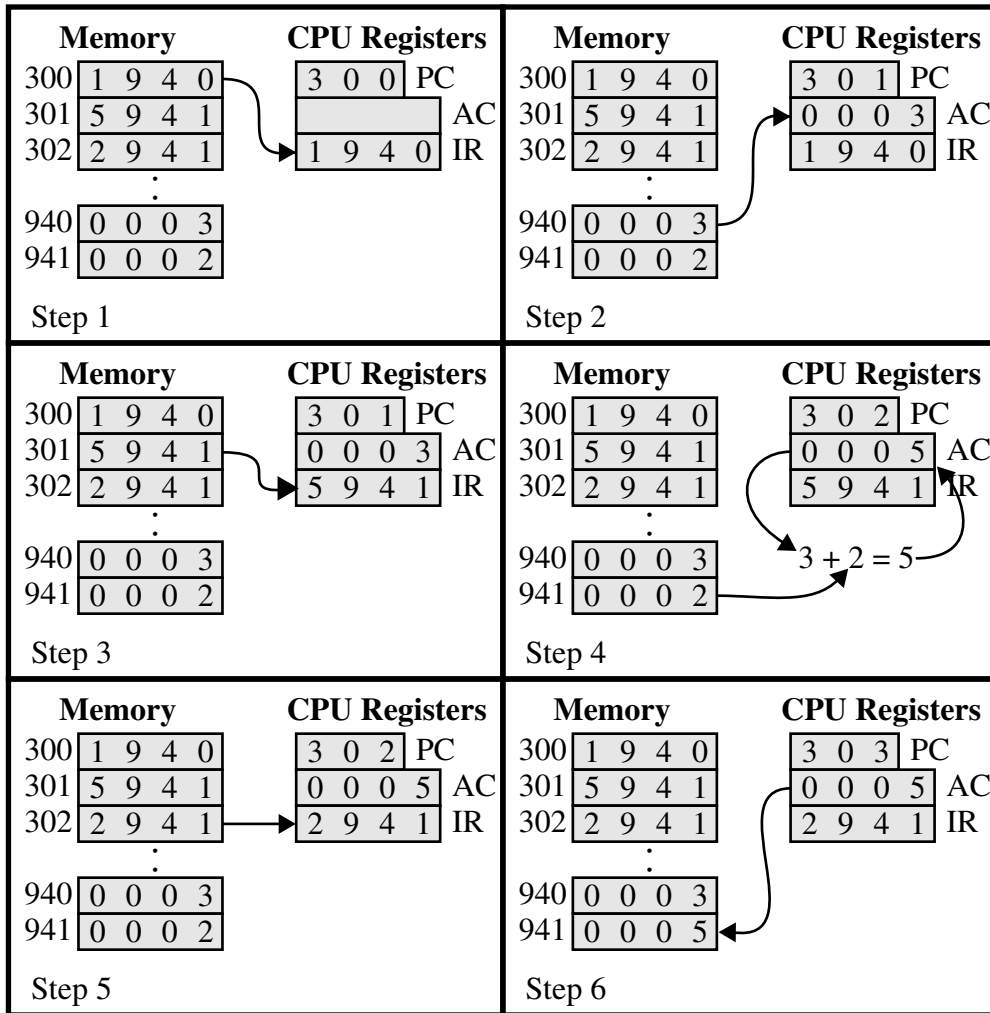 Memory CPU Registers
300 1 9 4 0 3 0 0 PC
301 5 9 4 1 AC
302 2 9 4 1 1 9 4 0 IR
940 0 0 0 3
941 0 0 0 2
Step 1
Memory CPU Registers
300 1 9 4 0 3 0 1 PC
301 5 9 4 1 0 0 0 3 AC
302 2 9 4 1 1 9 4 0 IR
940 0 0 0 3
941 0 0 0 2
Step 2
Memory CPU Registers
300 1 9 4 0 3 0 1 PC
301 5 9 4 1 0 0 0 3 AC
302 2 9 4 1 5 9 4 1 IR
940 0 0 0 3
941 0 0 0 2
Step 3
Memory CPU Registers
300 1 9 4 0 3 0 2 PC
301 5 9 4 1 0 0 0 5 AC
302 2 9 4 1 5 9 4 1 IR
940 0 0 0 3 3 + 2 = 5
941 0 0 0 2
Step 4
Memory CPU Registers
300 1 9 4 0 3 0 2 PC
301 5 9 4 1 0 0 0 5 AC
302 2 9 4 1 2 9 4 1 IR
940 0 0 0 3
941 0 0 0 2
Step 5
Memory CPU Registers
300 1 9 4 0 3 0 3 PC
301 5 9 4 1 0 0 0 5 AC
302 2 9 4 1 2 9 4 1 IR
940 0 0 0 3
941 0 0 0 5
Step 6